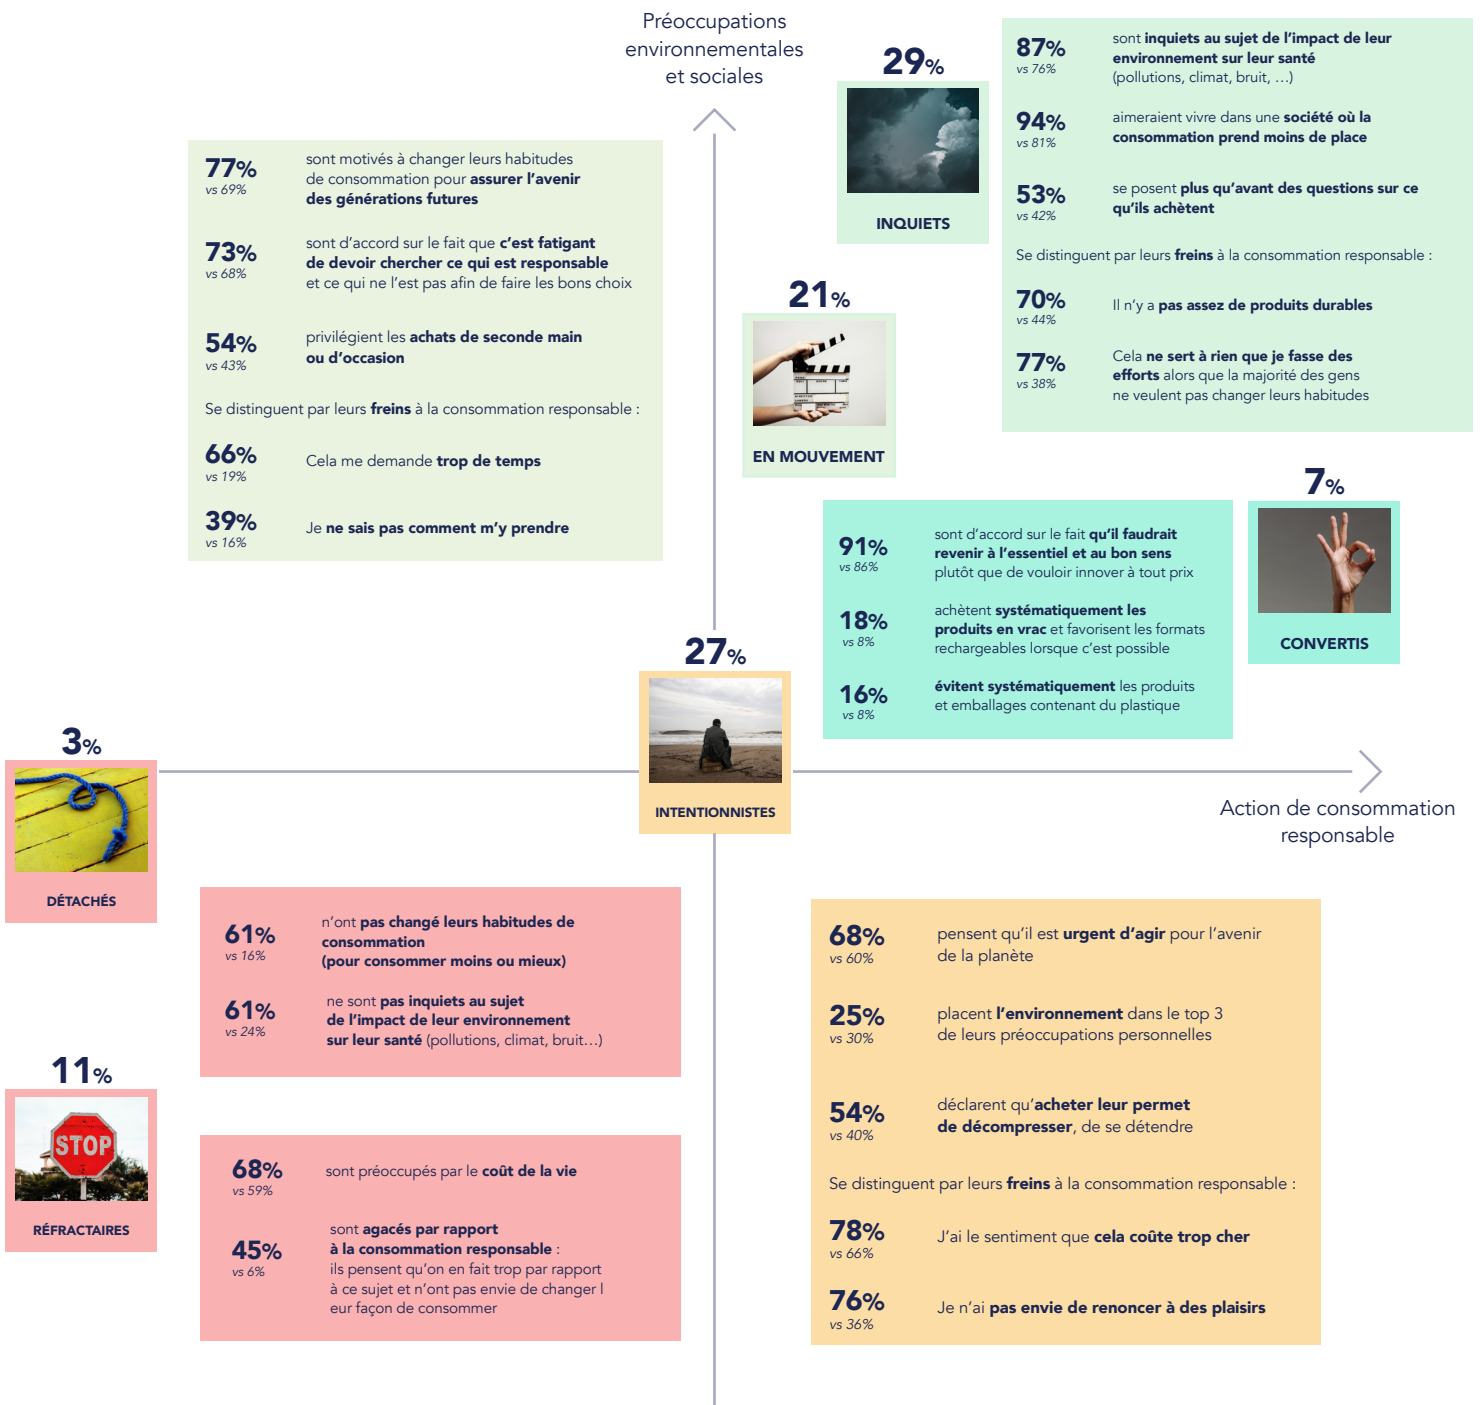 Préoccupations
environnementales
et sociales
29%
INQUIETS
87%
vs 76%
sont inquiets au sujet de l'impact de leur
environnement sur leur santé
(pollutions, climat, bruit, …)
94%
vs 81%
aimeraient vivre dans une société où la
consommation prend moins de place
53%
vs 42%
se posent plus qu'avant des questions sur ce
qu'ils achètent
Se distinguent par leurs freins à la consommation responsable :
70%
vs 44%
Il n'y a pas assez de produits durables
77%
vs 38%
Cela ne sert à rien que je fasse des
efforts alors que la majorité des gens
ne veulent pas changer leurs habitudes
77%
vs 69%
sont motivés à changer leurs habitudes
de consommation pour assurer l'avenir
des générations futures
73%
vs 68%
sont d'accord sur le fait que c'est fatigant
de devoir chercher ce qui est responsable
et ce qui ne l'est pas afin de faire les bons choix
54%
vs 43%
privilégient les achats de seconde main
ou d'occasion
Se distinguent par leurs freins à la consommation responsable :
66%
vs 19%
Cela me demande trop de temps
39%
vs 16%
Je ne sais pas comment m'y prendre
21%
EN MOUVEMENT
7%
CONVERTIS
91%
vs 86%
sont d'accord sur le fait qu'il faudrait
revenir à l'essentiel et au bon sens
plutôt que de vouloir innover à tout prix
18%
vs 8%
achètent systématiquement les
produits en vrac et favorisent les formats
rechargeables lorsque c'est possible
16%
vs 8%
évitent systématiquement les produits
et emballages contenant du plastique
27%
INTENTIONNISTES
3%
DÉTACHÉS
Action de consommation
responsable
61%
vs 16%
n'ont pas changé leurs habitudes de
consommation
(pour consommer moins ou mieux)
61%
vs 24%
ne sont pas inquiets au sujet
de l'impact de leur environnement
sur leur santé (pollutions, climat, bruit…)
11%
STOP
RÉFRACTAIRES
68%
vs 59%
sont préoccupés par le coût de la vie
45%
vs 6%
sont agacés par rapport
à la consommation responsable :
ils pensent qu'on en fait trop par rapport
à ce sujet et n'ont pas envie de changer l
eur façon de consommer
68%
vs 60%
pensent qu'il est urgent d'agir pour l'avenir
de la planète
25%
vs 30%
placent l'environnement dans le top 3
de leurs préoccupations personnelles
54%
vs 40%
déclarent qu'acheter leur permet
de décompresser, de se détendre
Se distinguent par leurs freins à la consommation responsable :
78%
vs 66%
J'ai le sentiment que cela coûte trop cher
76%
vs 36%
Je n'ai pas envie de renoncer à des plaisirs